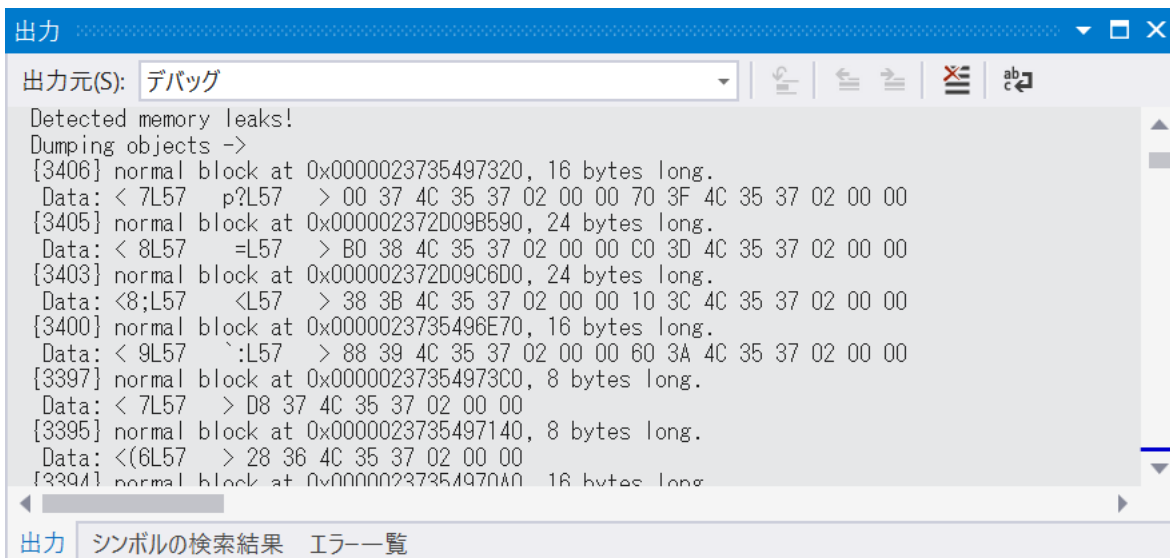 出力
出力元(S): デバッグ
Detected memory leaks!
Dumping objects ->
{3406} normal block at 0x0000023735497320, 16 bytes long.
Data: < 7L57   p?L57   > 00 37 4C 35 37 02 00 00 70 3F 4C 35 37 02 00 00
{3405} normal block at 0x000002372D09B590, 24 bytes long.
Data: < 8L57   =L57   > B0 38 4C 35 37 02 00 00 C0 3D 4C 35 37 02 00 00
{3403} normal block at 0x000002372D09C6D0, 24 bytes long.
Data: <8;L57   <L57   > 38 3B 4C 35 37 02 00 00 10 3C 4C 35 37 02 00 00
{3400} normal block at 0x0000023735496E70, 16 bytes long.
Data: < 9L57   `:L57   > 88 39 4C 35 37 02 00 00 60 3A 4C 35 37 02 00 00
{3397} normal block at 0x00000237354973C0, 8 bytes long.
Data: < 7L57   > D8 37 4C 35 37 02 00 00
{3395} normal block at 0x0000023735497140, 8 bytes long.
Data: <(6L57   > 28 36 4C 35 37 02 00 00
{3394} normal block at 0x00000237354970A0, 16 bytes long.
出力 シンボルの検索結果 エラー一覧